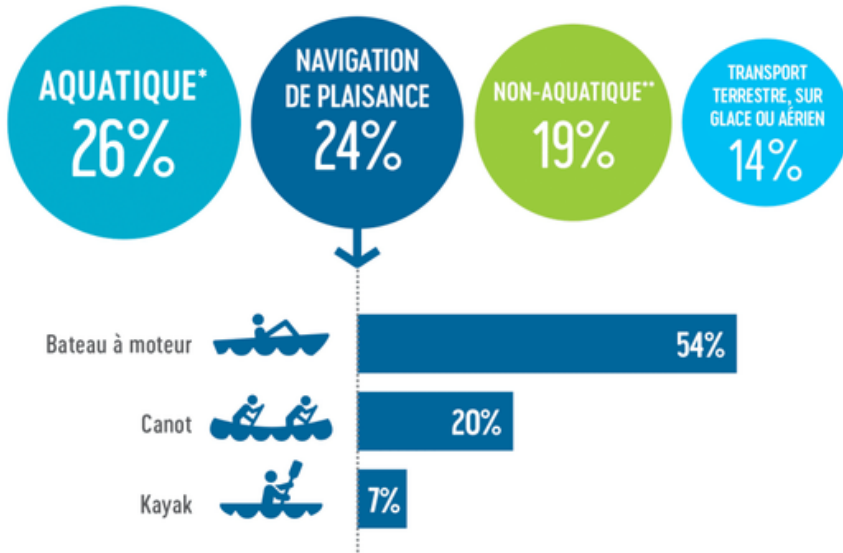 AQUATIQUE*
26%
NAVIGATION
DE PLAISANCE
24%
NON-AQUATIQUE**
19%
TRANSPORT
TERRESTRE, SUR
GLACE OU AÉRIEN
14%
Bateau à moteur
54%
Canot
20%
Kayak
7%